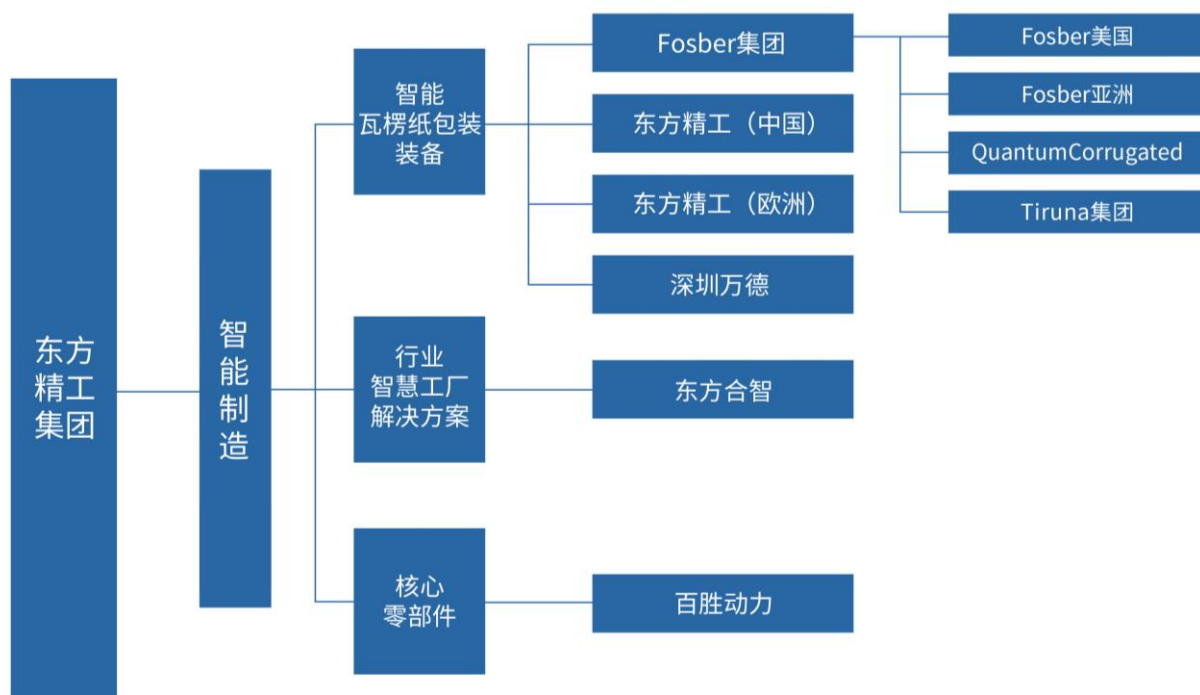 东方
精工
集团
智
能
制
造
智能
瓦楞纸包装
装备
Fosber集团
东方精工（中国）
东方精工（欧洲）
深圳万德
Fosber美国
Fosber亚洲
QuantumCorrugated
Tiruna集团
行业
智慧工厂
解决方案
东方合智
核心
零部件
百胜动力